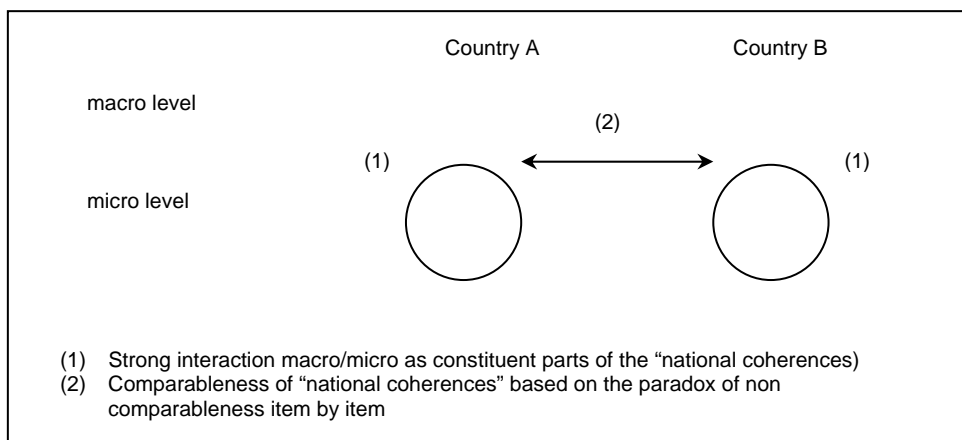 Country A Country B
macro level
(2)
(1) (1)
micro level
(1) Strong interaction macro/micro as constituent parts of the “national coherences)
(2) Comparableness of “national coherences” based on the paradox of non
comparableness item by item